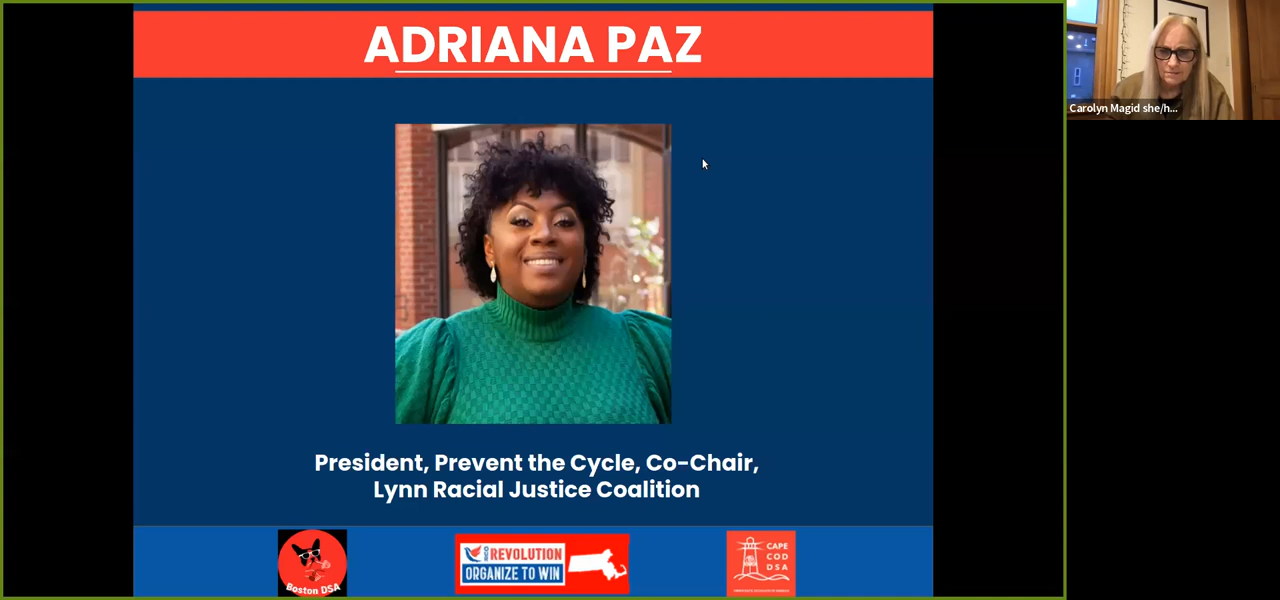 ADRIANA PAZ
President, Prevent the Cycle, Co-Chair,
Lynn Racial Justice Coalition
Boston DSA
OUR REVOLUTION
ORGANIZE TO WIN
CAPE
COD
DSA
Carolyn Magid she/h...